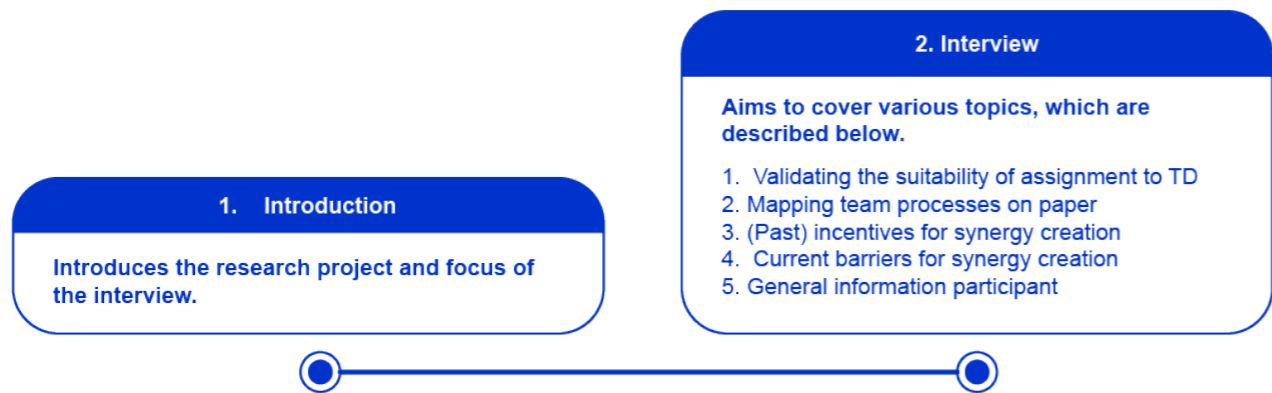 1. Introduction
Introduces the research project and focus of
the interview.
2. Interview
Aims to cover various topics, which are
described below.
1. Validating the suitability of assignment to TD
2. Mapping team processes on paper
3. (Past) incentives for synergy creation
4. Current barriers for synergy creation
5. General information participant